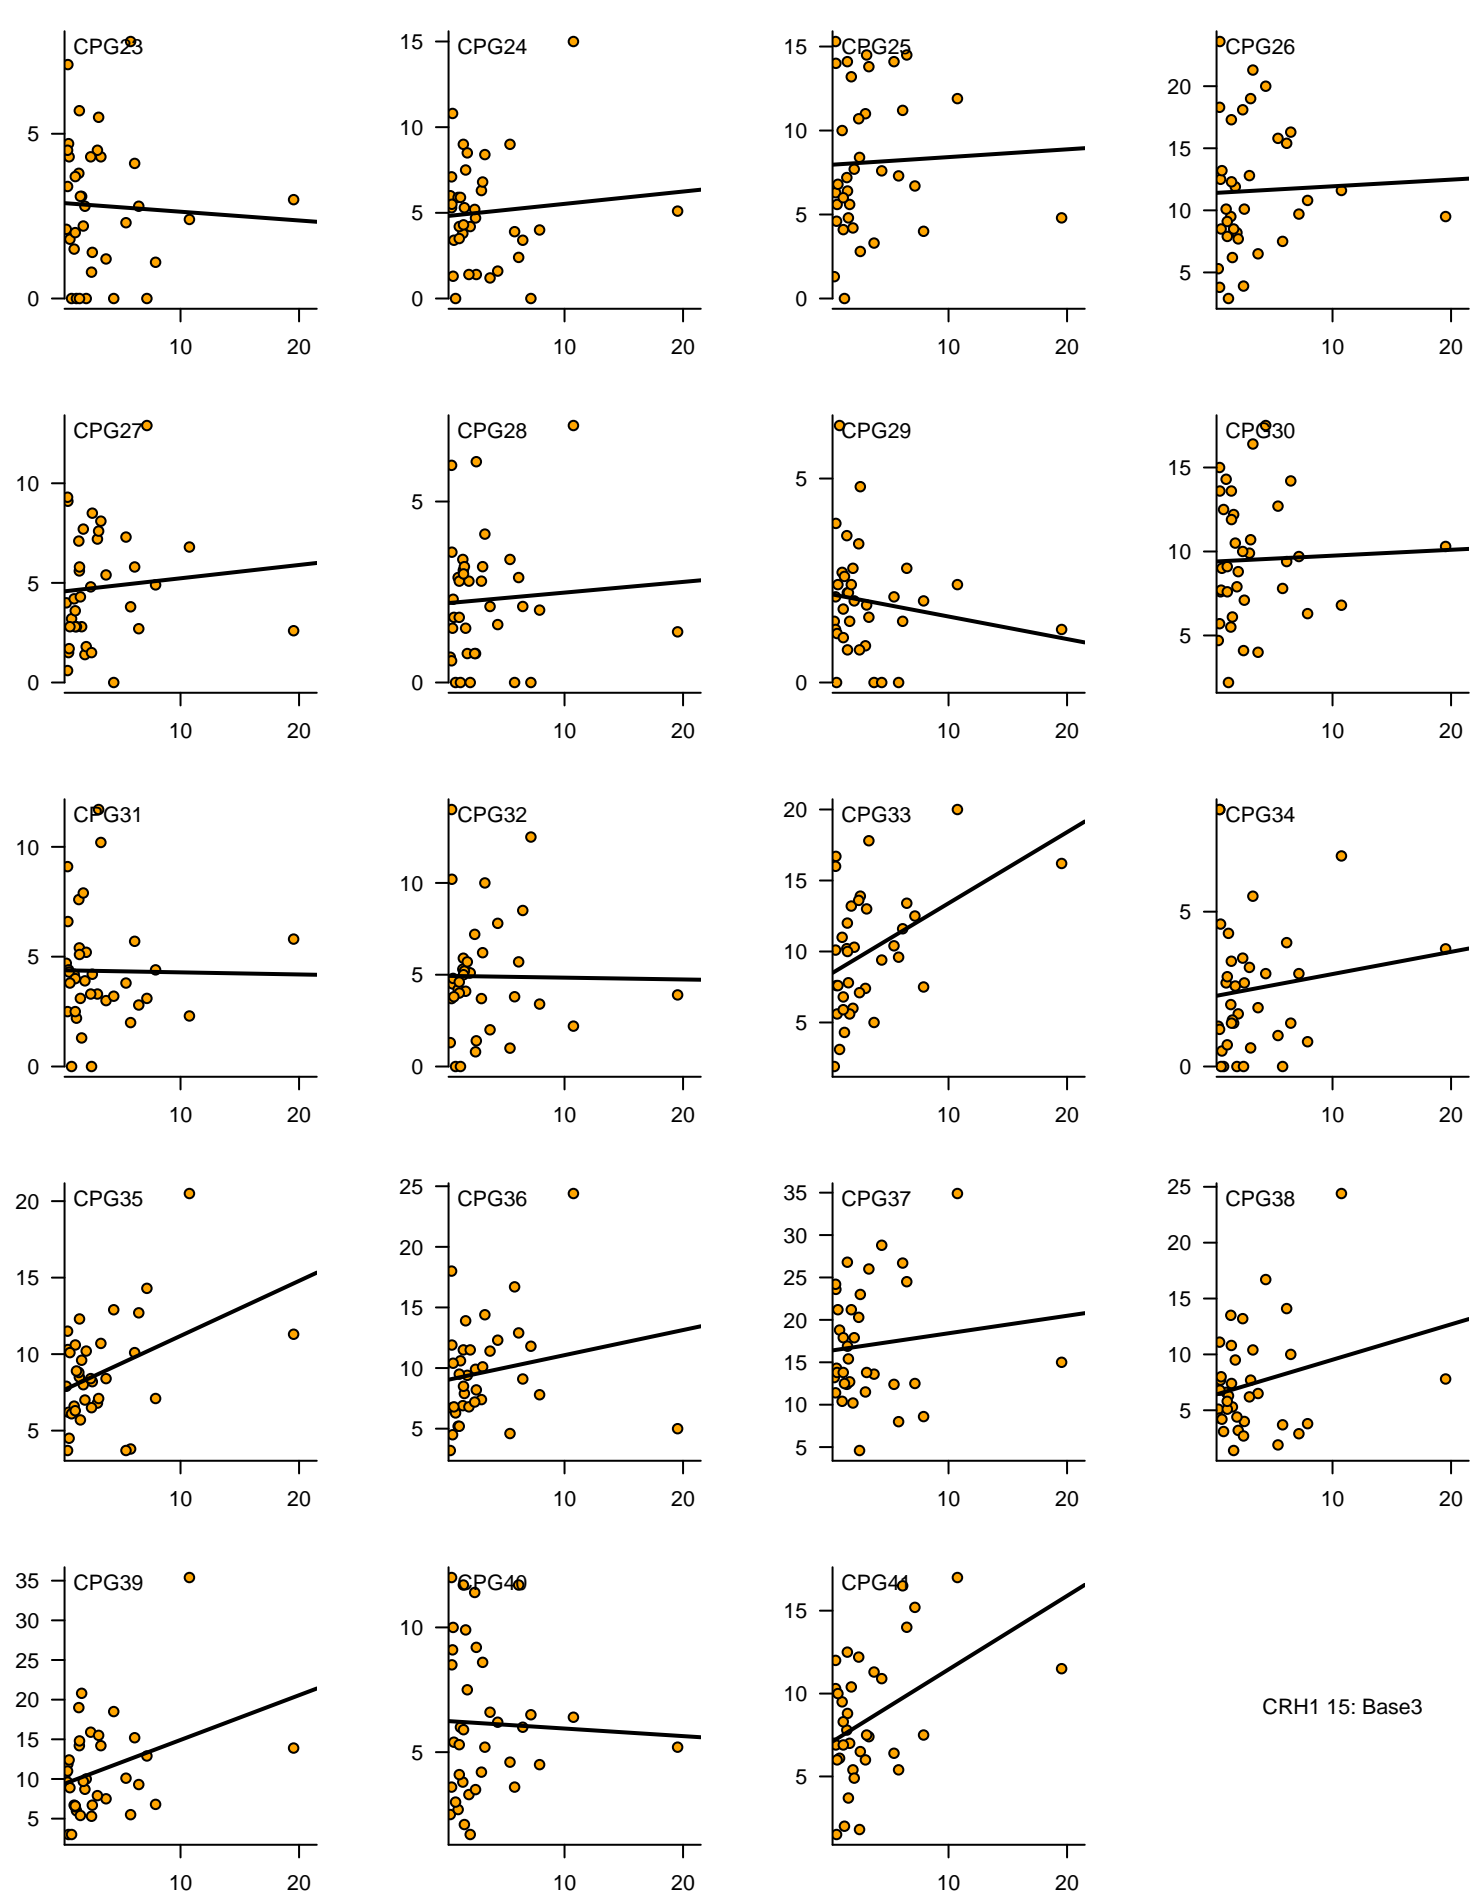 CPG23 CPG24 CPG25 CPG26
5 15 15 20
10 10 15
5 5 10
0 0 0 5
10 20 10 20 10 20 10 20
CPG27 CPG28 CPG29 CPG30
10 5 5 15
5 10
0 0 0 5
10 20 10 20 10 20 10 20
CPG31 CPG32 CPG33 CPG34
10 10 20 5
15
5 5 10
0 0 5 0
10 20 10 20 10 20 10 20
CPG35 CPG36 CPG37 CPG38
20 25 35 25
15 20 30 20
10 15 25 15
5 10 20 10
5 15 5
10
5
10 20 10 20 10 20 10 20
CPG39 CPG40 CPG41
35 10 15
30
25
20
15 10
10 5
5 5
CRH1 15: Base3
10 20 10 20 10 20